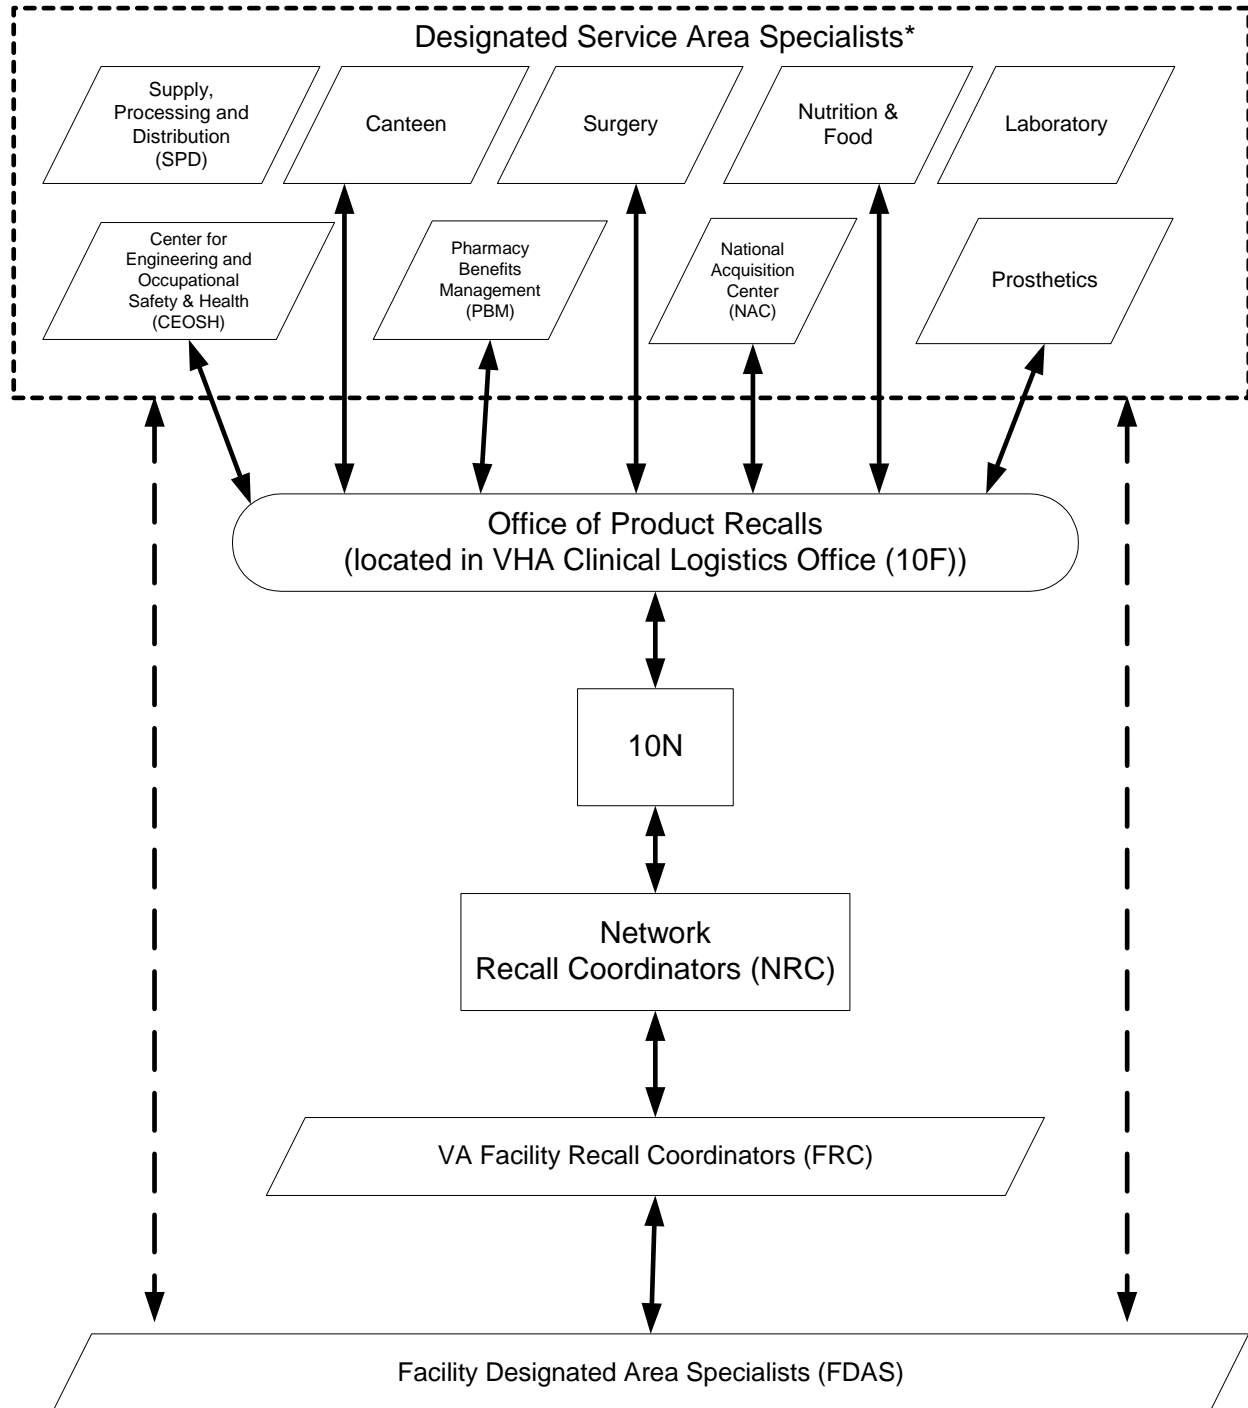 Designated Service Area Specialists*
Supply,
Processing and
Distribution
(SPD)
Canteen
Surgery
Nutrition &
Food
Laboratory
Center for
Engineering and
Occupational
Safety & Health
(CEOSH)
Pharmacy
Benefits
Management
(PBM)
National
Acquisition
Center
(NAC)
Prosthetics
Office of Product Recalls
(located in VHA Clinical Logistics Office (10F))
10N
Network
Recall Coordinators (NRC)
VA Facility Recall Coordinators (FRC)
Facility Designated Area Specialists (FDAS)